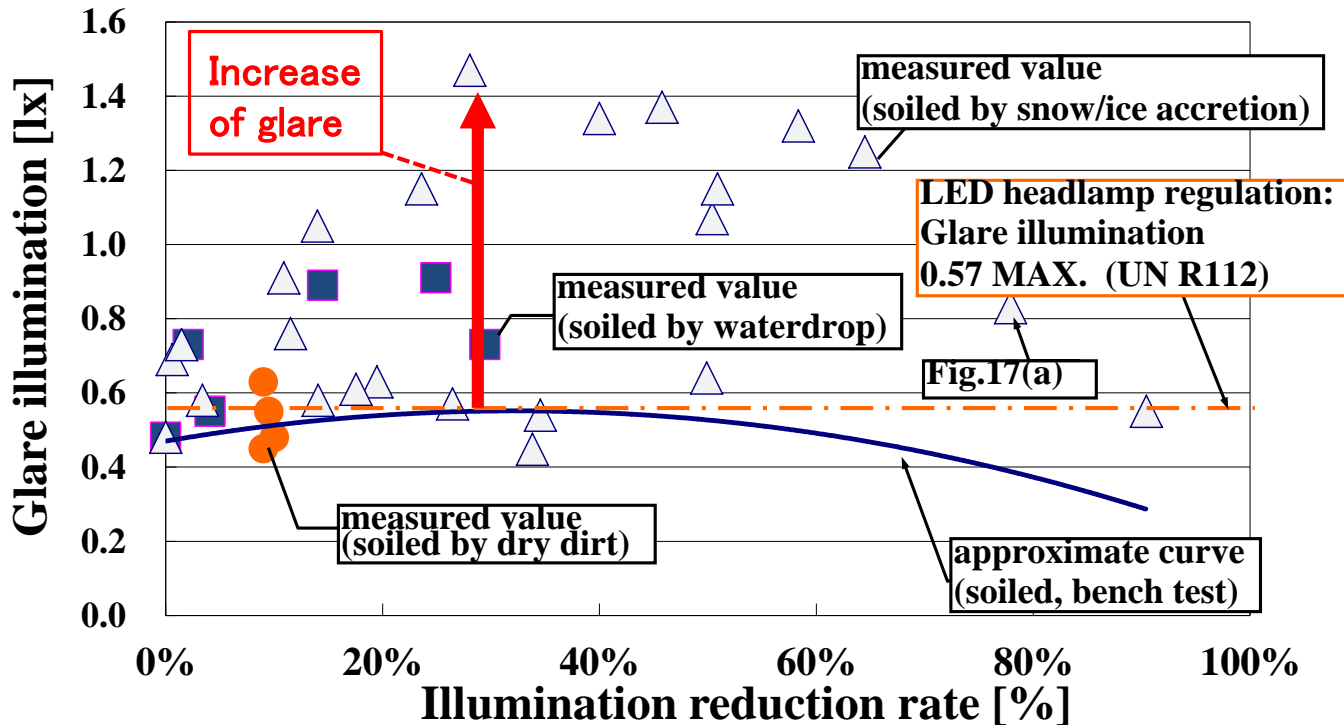 Glare illumination [lx]
1.6
1.4
1.2
1.0
0.8
0.6
0.4
0.2
0.0
Increase
of glare
measured value
(soiled by snow/ice accretion)
LED headlamp regulation:
Glare illumination
0.57 MAX. (UN R112)
measured value
(soiled by waterdrop)
Fig.17(a)
measured value
(soiled by dry dirt)
approximate curve
(soiled, bench test)
0%
20%
40%
60%
80%
100%
Illumination reduction rate [%]